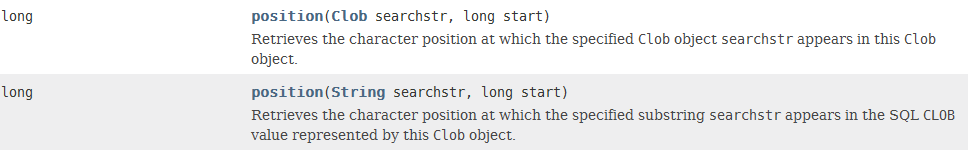 long position(Clob searchstr, long start)
Retrieves the character position at which the specified Clob object searchstr appears in this Clob
object.
long position(String searchstr, long start)
Retrieves the character position at which the specified substring searchstr appears in the SQL CLOB
value represented by this Clob object.